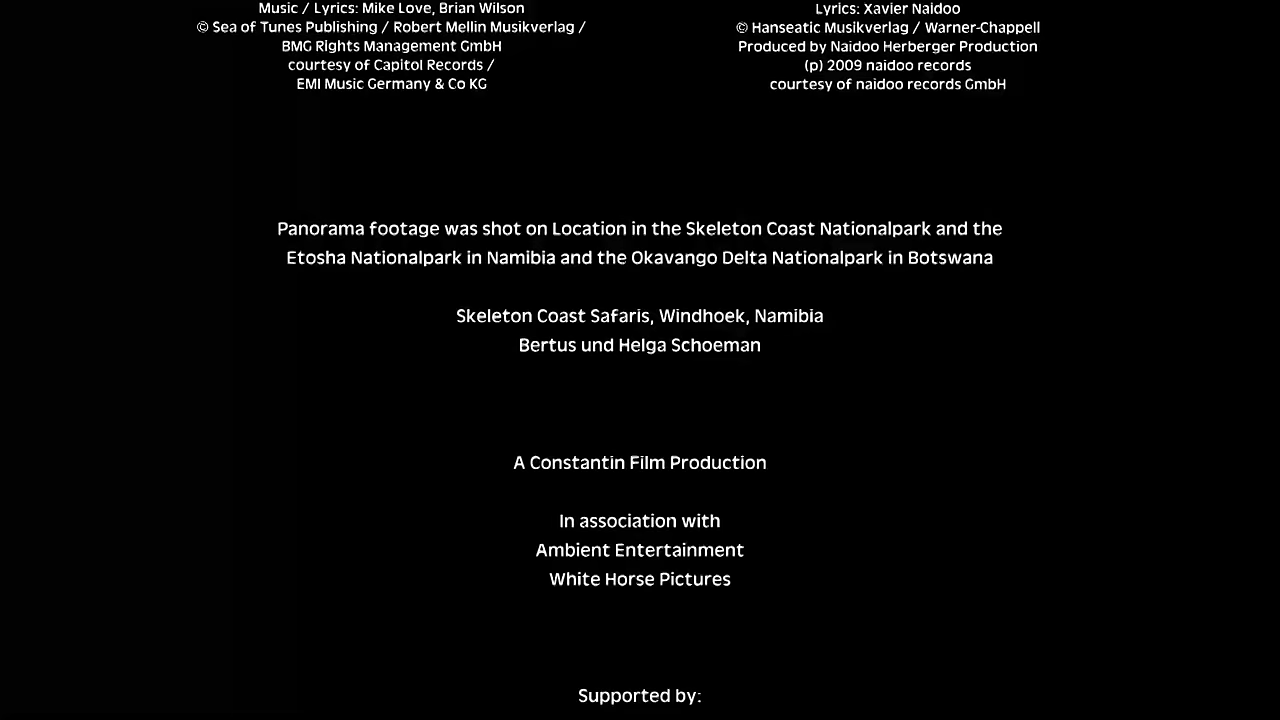 Music / Lyrics: Mike Love, Brian Wilson
© Sea of Tunes Publishing / Robert Mellin Musikverlag /
BMG Rights Management GmbH
courtesy of Capitol Records /
EMI Music Germany & Co KG
Lyrics: Xavier Naidoo
© Hanseatic Musikverlag / Warner-Chappell
Produced by Naidoo Herberger Production
(p) 2009 naidoo records
courtesy of naidoo records GmbH
Panorama footage was shot on Location in the Skeleton Coast Nationalpark and the
Etosha Nationalpark in Namibia and the Okavango Delta Nationalpark in Botswana
Skeleton Coast Safaris, Windhoek, Namibia
Bertus und Helga Schoeman
A Constantin Film Production
In association with
Ambient Entertainment
White Horse Pictures
Supported by: